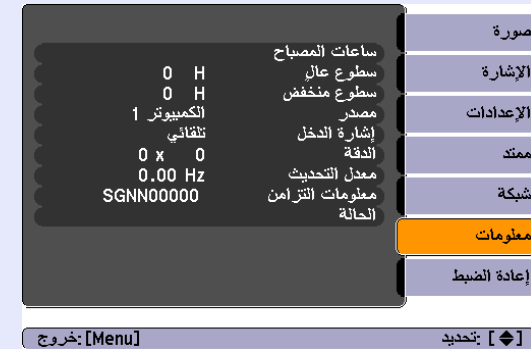 صورة
الإشارة
الإعدادات
ممتد
شبكة
معلومات
إعادة الضبط
ساعات المصباح
سطوع عالٍ 0 H
سطوع منخفض 0 H
مصدر الكمبيوتر 1
إشارة الدخل تلقائي
الدقة 0 x 0
معدل التحديث 0.00 Hz
معلومات التزامن SGNN00000
الحالة
[◆]: تحديد [Menu]: خروج